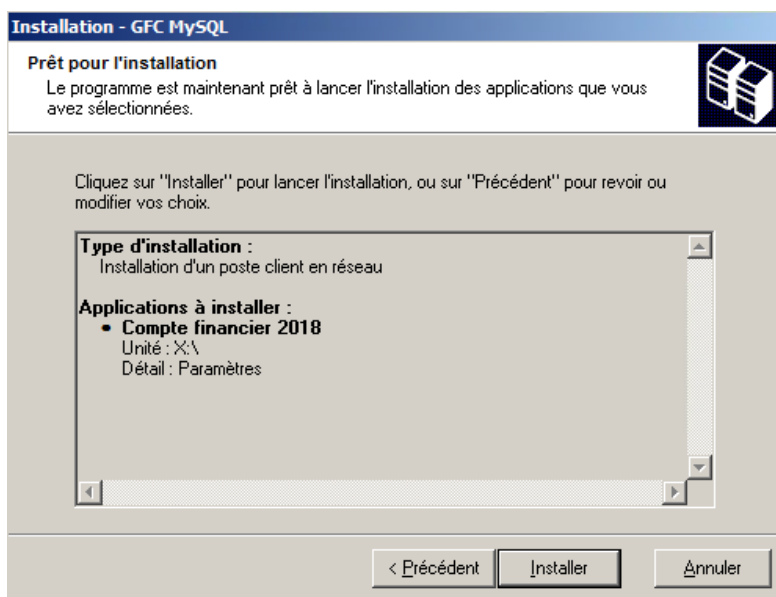 Installation - GFC MySQL
Prêt pour l'installation
Le programme est maintenant prêt à lancer l'installation des applications que vous
avez sélectionnées.
Cliquez sur "Installer" pour lancer l'installation, ou sur "Précédent" pour revoir ou
modifier vos choix.
Type d'installation :
Installation d'un poste client en réseau
Applications à installer :
• Compte financier 2018
Unité : X:\
Détail : Paramètres
< Précédent
Installer
Annuler